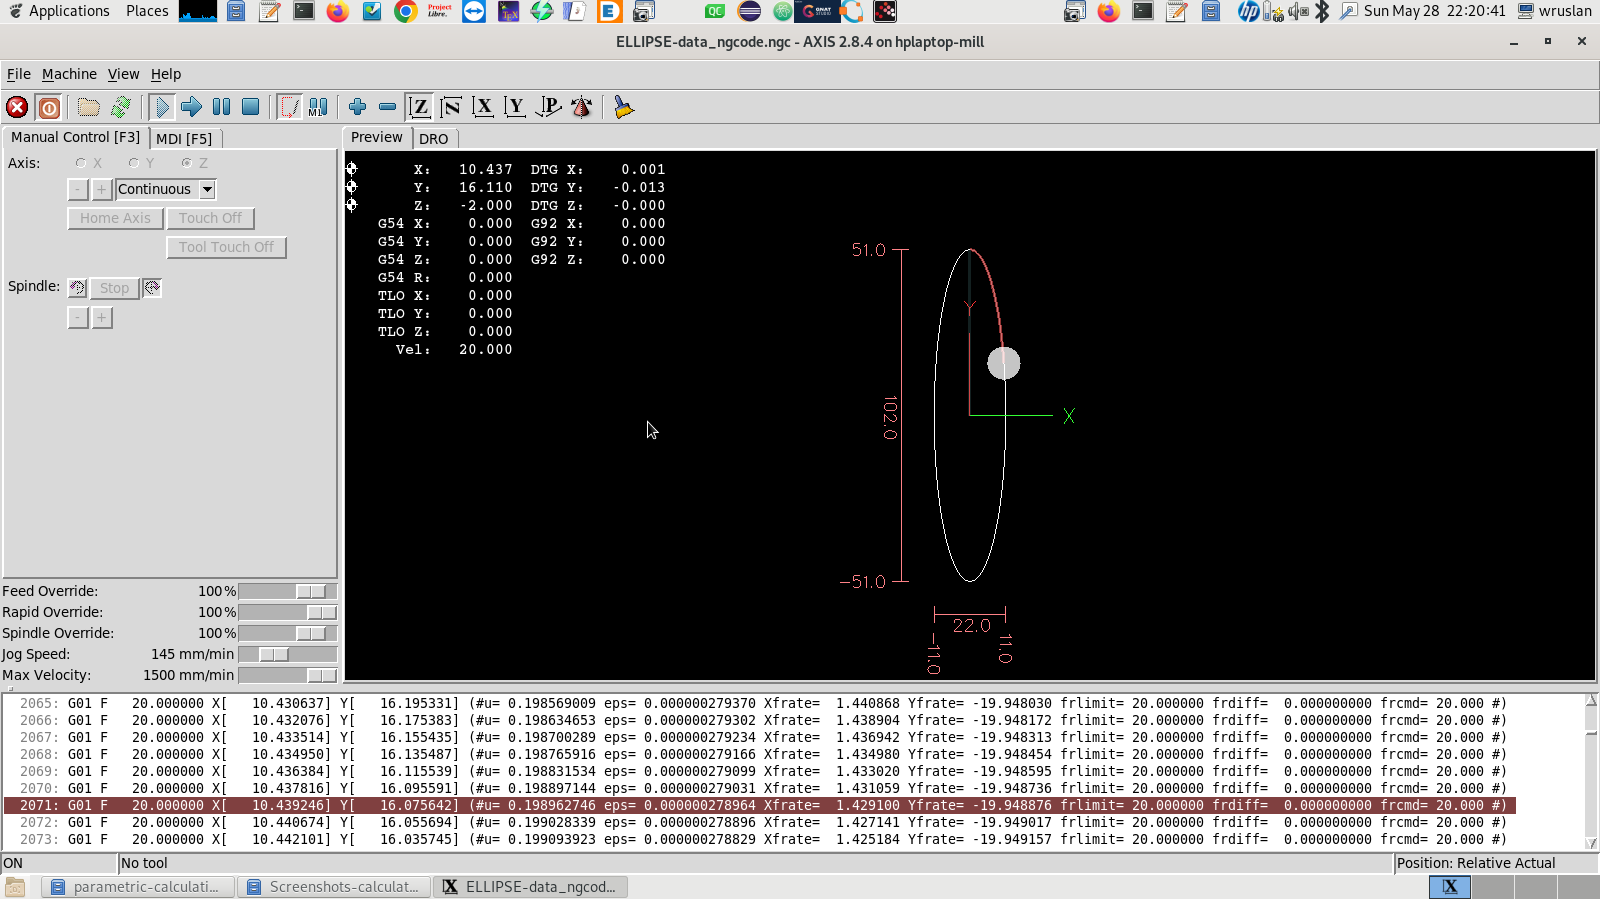 Applications Places Project Libre. TeX DTG E QC GNAT STUDIO hp Sun May 28 22:20:41 wruslan
ELLIPSE-data_ngcode.ngc - AXIS 2.8.4 on hplaptop-mill
File Machine View Help
M1 Z N X Y P
Manual Control [F3] MDI [F5] Preview DRO
Axis: X Y Z
- + Continuous
Home Axis Touch Off
Tool Touch Off
Spindle: Stop
- +
X: 10.437 DTG X: 0.001
Y: 16.110 DTG Y: -0.013
Z: -2.000 DTG Z: -0.000
G54 X: 0.000 G92 X: 0.000
G54 Y: 0.000 G92 Y: 0.000
G54 Z: 0.000 G92 Z: 0.000
G54 R: 0.000
TLO X: 0.000
TLO Y: 0.000
TLO Z: 0.000
Vel: 20.000
51.0
Y
102.0
X
-51.0
22.0
-11.0
11.0
Feed Override: 100%
Rapid Override: 100%
Spindle Override: 100%
Jog Speed: 145 mm/min
Max Velocity: 1500 mm/min
2065: G01 F 20.000000 X[ 10.430637] Y[ 16.195331] (#u= 0.198569009 eps= 0.000000279370 Xfrate= 1.440868 Yfrate= -19.948030 frlimit= 20.000000 frdiff= 0.000000000 frcmd= 20.000 #)
2066: G01 F 20.000000 X[ 10.432076] Y[ 16.175383] (#u= 0.198634653 eps= 0.000000279302 Xfrate= 1.438904 Yfrate= -19.948172 frlimit= 20.000000 frdiff= 0.000000000 frcmd= 20.000 #)
2067: G01 F 20.000000 X[ 10.433514] Y[ 16.155435] (#u= 0.198700289 eps= 0.000000279234 Xfrate= 1.436942 Yfrate= -19.948313 frlimit= 20.000000 frdiff= 0.000000000 frcmd= 20.000 #)
2068: G01 F 20.000000 X[ 10.434950] Y[ 16.135487] (#u= 0.198765916 eps= 0.000000279166 Xfrate= 1.434980 Yfrate= -19.948454 frlimit= 20.000000 frdiff= 0.000000000 frcmd= 20.000 #)
2069: G01 F 20.000000 X[ 10.436384] Y[ 16.115539] (#u= 0.198831534 eps= 0.000000279099 Xfrate= 1.433020 Yfrate= -19.948595 frlimit= 20.000000 frdiff= 0.000000000 frcmd= 20.000 #)
2070: G01 F 20.000000 X[ 10.437816] Y[ 16.095591] (#u= 0.198897144 eps= 0.000000279031 Xfrate= 1.431059 Yfrate= -19.948736 frlimit= 20.000000 frdiff= 0.000000000 frcmd= 20.000 #)
2071: G01 F 20.000000 X[ 10.439246] Y[ 16.075642] (#u= 0.198962746 eps= 0.000000278964 Xfrate= 1.429100 Yfrate= -19.948876 frlimit= 20.000000 frdiff= 0.000000000 frcmd= 20.000 #)
2072: G01 F 20.000000 X[ 10.440674] Y[ 16.055694] (#u= 0.199028339 eps= 0.000000278896 Xfrate= 1.427141 Yfrate= -19.949017 frlimit= 20.000000 frdiff= 0.000000000 frcmd= 20.000 #)
2073: G01 F 20.000000 X[ 10.442101] Y[ 16.035745] (#u= 0.199093923 eps= 0.000000278829 Xfrate= 1.425184 Yfrate= -19.949157 frlimit= 20.000000 frdiff= 0.000000000 frcmd= 20.000 #)
ON No tool Position: Relative Actual
parametric-calculati... Screenshots-calculat... ELLIPSE-data_ngcod...